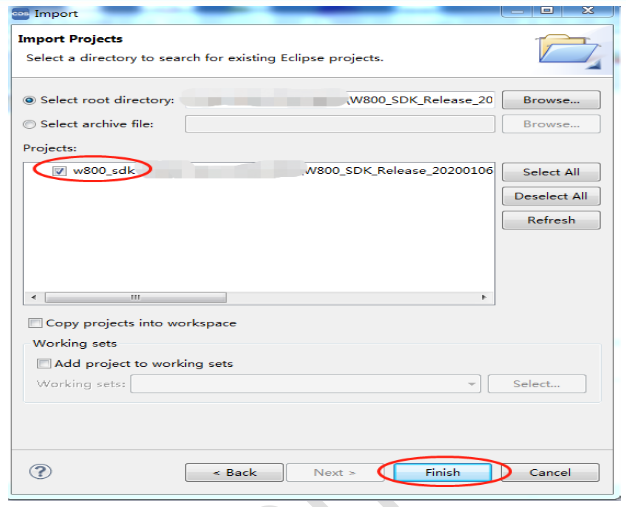 CDS Import
Import Projects
Select a directory to search for existing Eclipse projects.
Select root directory: \W800_SDK_Release_20 Browse...
Select archive file: Browse...
Projects:
w800_sdk W800_SDK_Release_20200106 Select All
Deselect All
Refresh
Copy projects into workspace
Working sets
Add project to working sets
Working sets: Select...
? < Back Next > Finish Cancel